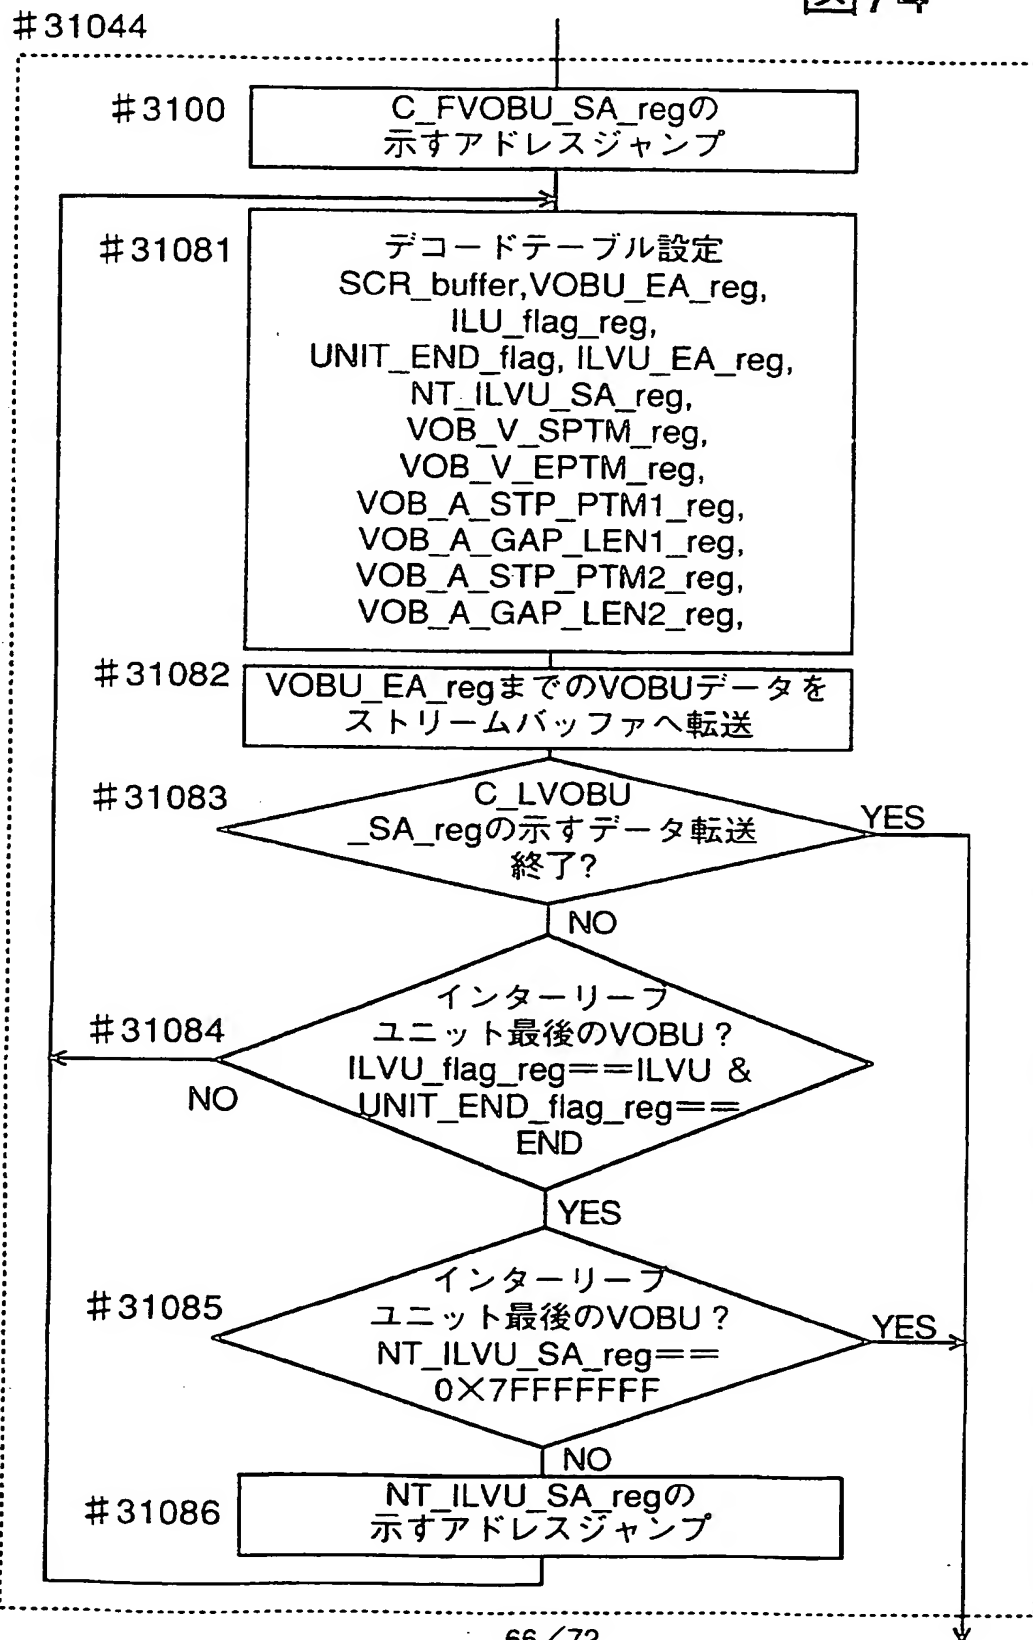 図74
#31044
#3100
C_FVOBU_SA_regの
示すアドレスジャンプ
#31081
デコードテーブル設定
SCR_buffer,VOBU_EA_reg,
ILU_flag_reg,
UNIT_END_flag, ILVU_EA_reg,
NT_ILVU_SA_reg,
VOB_V_SPTM_reg,
VOB_V_EPTM_reg,
VOB_A_STP_PTM1_reg,
VOB_A_GAP_LEN1_reg,
VOB_A_STP_PTM2_reg,
VOB_A_GAP_LEN2_reg,
#31082
VOBU_EA_regまでのVOBUデータを
ストリームバッファへ転送
#31083
C_LVOBU
_SA_regの示すデータ転送
終了?
YES
NO
#31084
インターリーブ
ユニット最後のVOBU?
ILVU_flag_reg==ILVU &
UNIT_END_flag_reg==
END
NO
YES
#31085
インターリーブ
ユニット最後のVOBU?
NT_ILVU_SA_reg==
0×7FFFFFFF
YES
NO
#31086
NT_ILVU_SA_regの
示すアドレスジャンプ
66/72